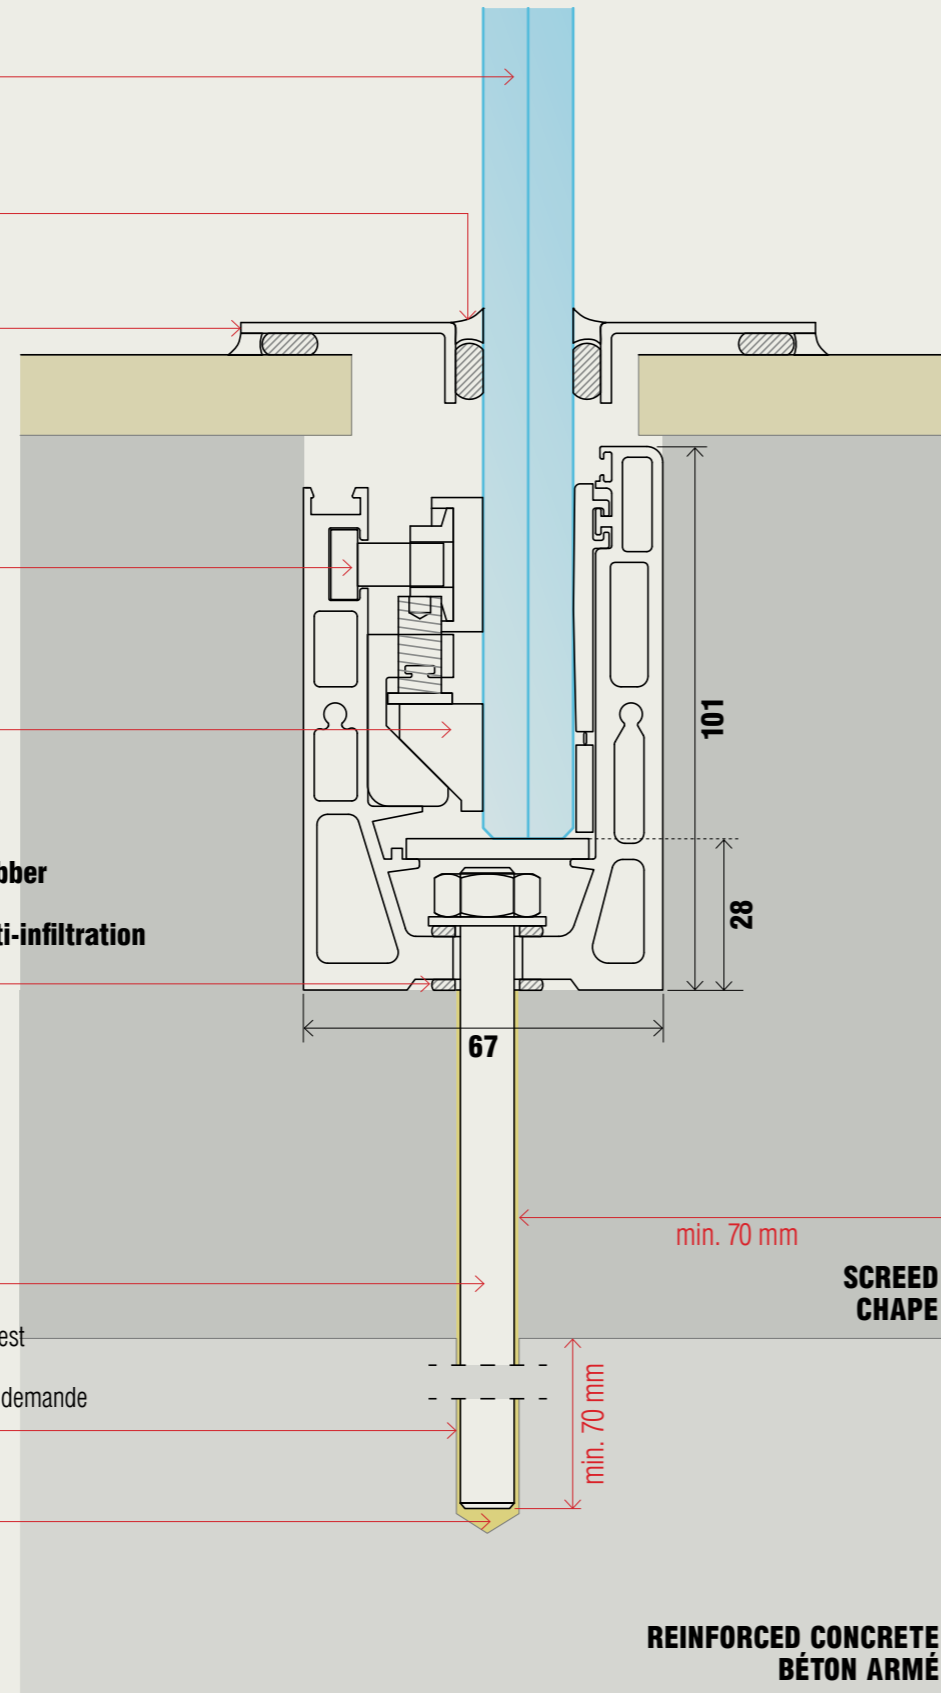 101
bber
28
ti-infiltration
67
min. 70 mm
SCREED
CHAPE
est
demande
min. 70 mm
REINFORCED CONCRETE
BÉTON ARMÉ